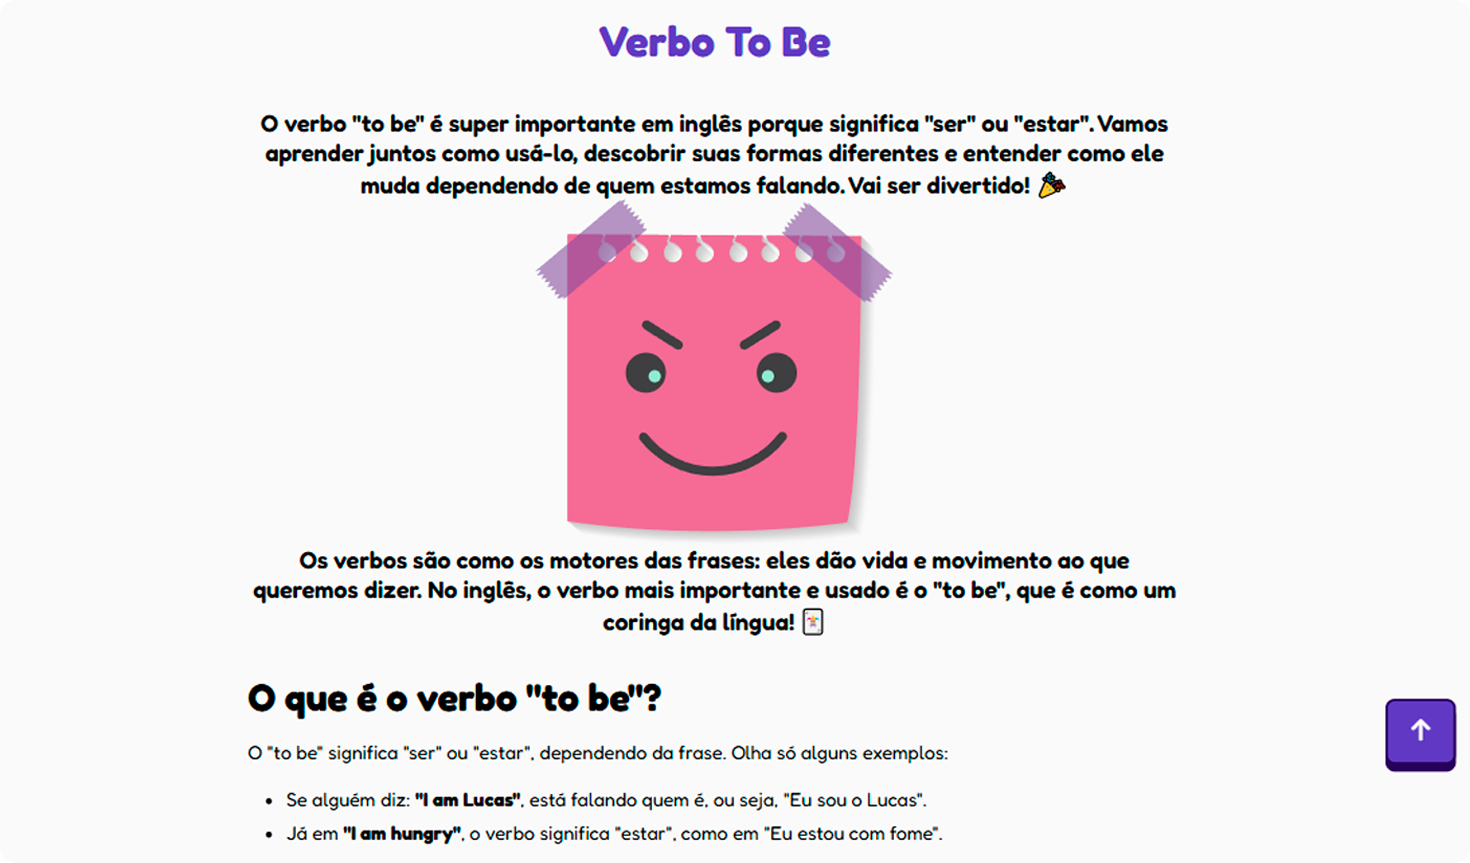 Verbo To Be
O verbo "to be" é super importante em inglês porque significa "ser" ou "estar". Vamos
aprender juntos como usá-lo, descobrir suas formas diferentes e entender como ele
muda dependendo de quem estamos falando. Vai ser divertido! 🎉
Os verbos são como os motores das frases: eles dão vida e movimento ao que
queremos dizer. No inglês, o verbo mais importante e usado é o "to be", que é como um
coringa da língua! 🃏
O que é o verbo "to be"?
O "to be" significa "ser" ou "estar", dependendo da frase. Olha só alguns exemplos:
• Se alguém diz: "I am Lucas", está falando quem é, ou seja, "Eu sou o Lucas".
• Já em "I am hungry", o verbo significa "estar", como em "Eu estou com fome".